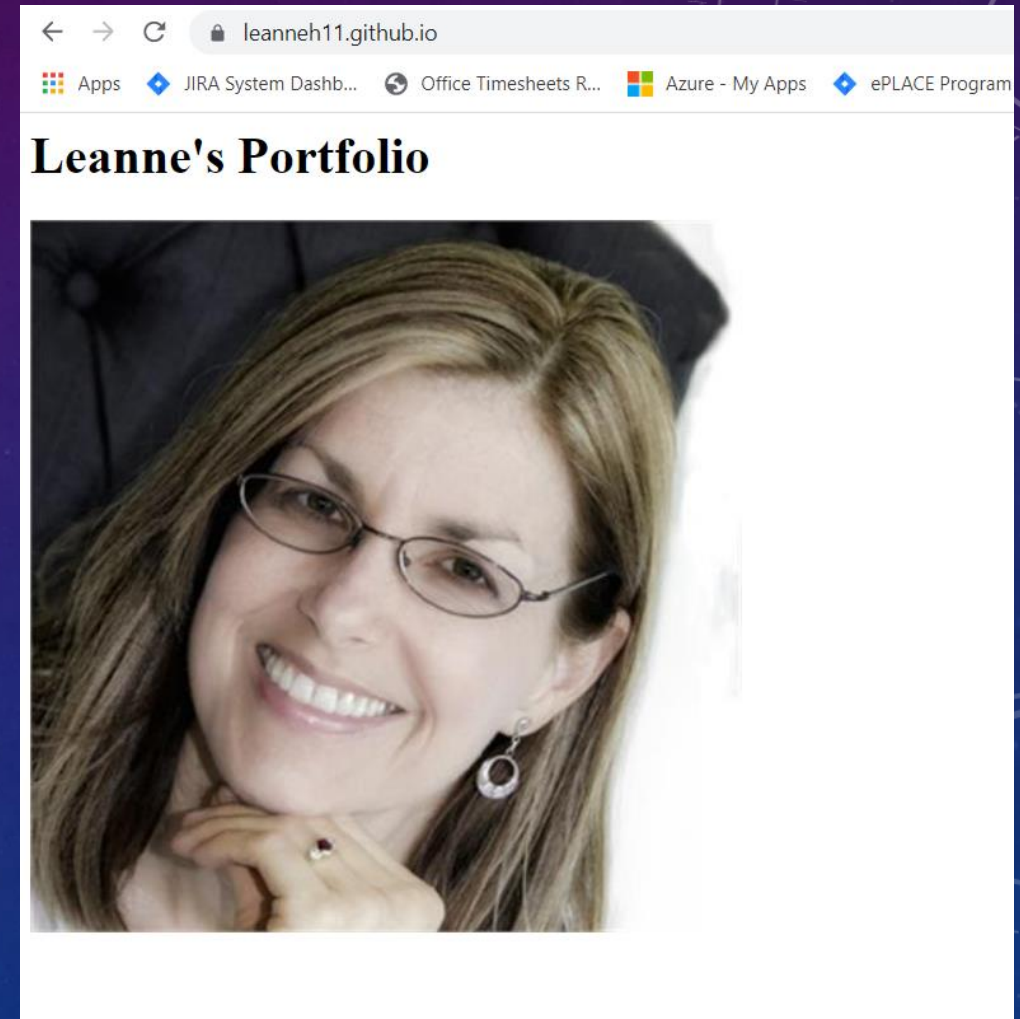 leanneh11.github.io
Apps JIRA System Dashb... Office Timesheets R... Azure - My Apps ePLACE Program
Leanne's Portfolio